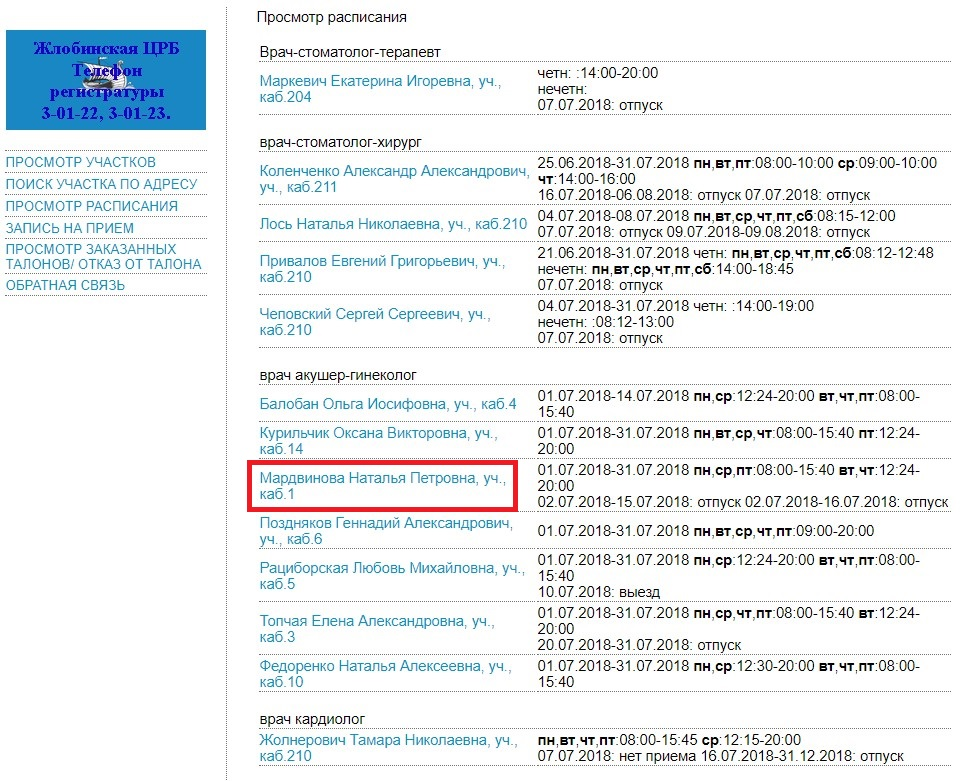 Жлобинская ЦРБ
Телефон
регистратуры
3-01-22, 3-01-23.
ПРОСМОТР УЧАСТКОВ
ПОИСК УЧАСТКА ПО АДРЕСУ
ПРОСМОТР РАСПИСАНИЯ
ЗАПИСЬ НА ПРИЕМ
ПРОСМОТР ЗАКАЗАННЫХ
ТАЛОНОВ/ ОТКАЗ ОТ ТАЛОНА
ОБРАТНАЯ СВЯЗЬ
Просмотр расписания
Врач-стоматолог-терапевт
Маркевич Екатерина Игоревна, уч.,
каб.204
четн: :14:00-20:00
нечетн:
07.07.2018: отпуск
врач-стоматолог-хирург
Коленченко Александр Александрович,
уч., каб.211
25.06.2018-31.07.2018 пн,вт,пт:08:00-10:00 ср:09:00-10:00
чт:14:00-16:00
16.07.2018-06.08.2018: отпуск 07.07.2018: отпуск
Лось Наталья Николаевна, уч., каб.210
04.07.2018-08.07.2018 пн,вт,ср,чт,пт,сб:08:15-12:00
07.07.2018: отпуск 09.07.2018-09.08.2018: отпуск
Привалов Евгений Григорьевич, уч.,
каб.210
21.06.2018-31.07.2018 четн: пн,вт,ср,чт,пт,сб:08:12-12:48
нечетн: пн,вт,ср,чт,пт,сб:14:00-18:45
07.07.2018: отпуск
Чеповский Сергей Сергеевич, уч.,
каб.210
04.07.2018-31.07.2018 четн: :14:00-19:00
нечетн: :08:12-13:00
07.07.2018: отпуск
врач акушер-гинеколог
Балобан Ольга Иосифовна, уч., каб.4
01.07.2018-14.07.2018 пн,ср:12:24-20:00 вт,чт,пт:08:00-
15:40
Курильчик Оксана Викторовна, уч.,
каб.14
01.07.2018-31.07.2018 пн,вт,ср,чт:08:00-15:40 пт:12:24-
20:00
Мардвинова Наталья Петровна, уч.,
каб.1
01.07.2018-31.07.2018 пн,ср,пт:08:00-15:40 вт,чт:12:24-
20:00
02.07.2018-15.07.2018: отпуск 02.07.2018-16.07.2018: отпуск
Поздняков Геннадий Александрович,
уч., каб.6
01.07.2018-31.07.2018 пн,вт,ср,чт,пт:09:00-20:00
Рациборская Любовь Михайловна, уч.,
каб.5
01.07.2018-31.07.2018 пн,ср:12:24-20:00 вт,чт,пт:08:00-
15:40
10.07.2018: выезд
Топчая Елена Александровна, уч.,
каб.3
01.07.2018-31.07.2018 пн,ср,чт,пт:08:00-15:40 вт:12:24-
20:00
20.07.2018-31.07.2018: отпуск
Федоренко Наталья Алексеевна, уч.,
каб.10
01.07.2018-31.07.2018 пн,ср:12:30-20:00 вт,чт,пт:08:00-
15:40
врач кардиолог
Жолнерович Тамара Николаевна, уч.,
каб.210
пн,вт,чт,пт:08:00-15:45 ср:12:15-20:00
07.07.2018: нет приема 16.07.2018-31.12.2018: отпуск